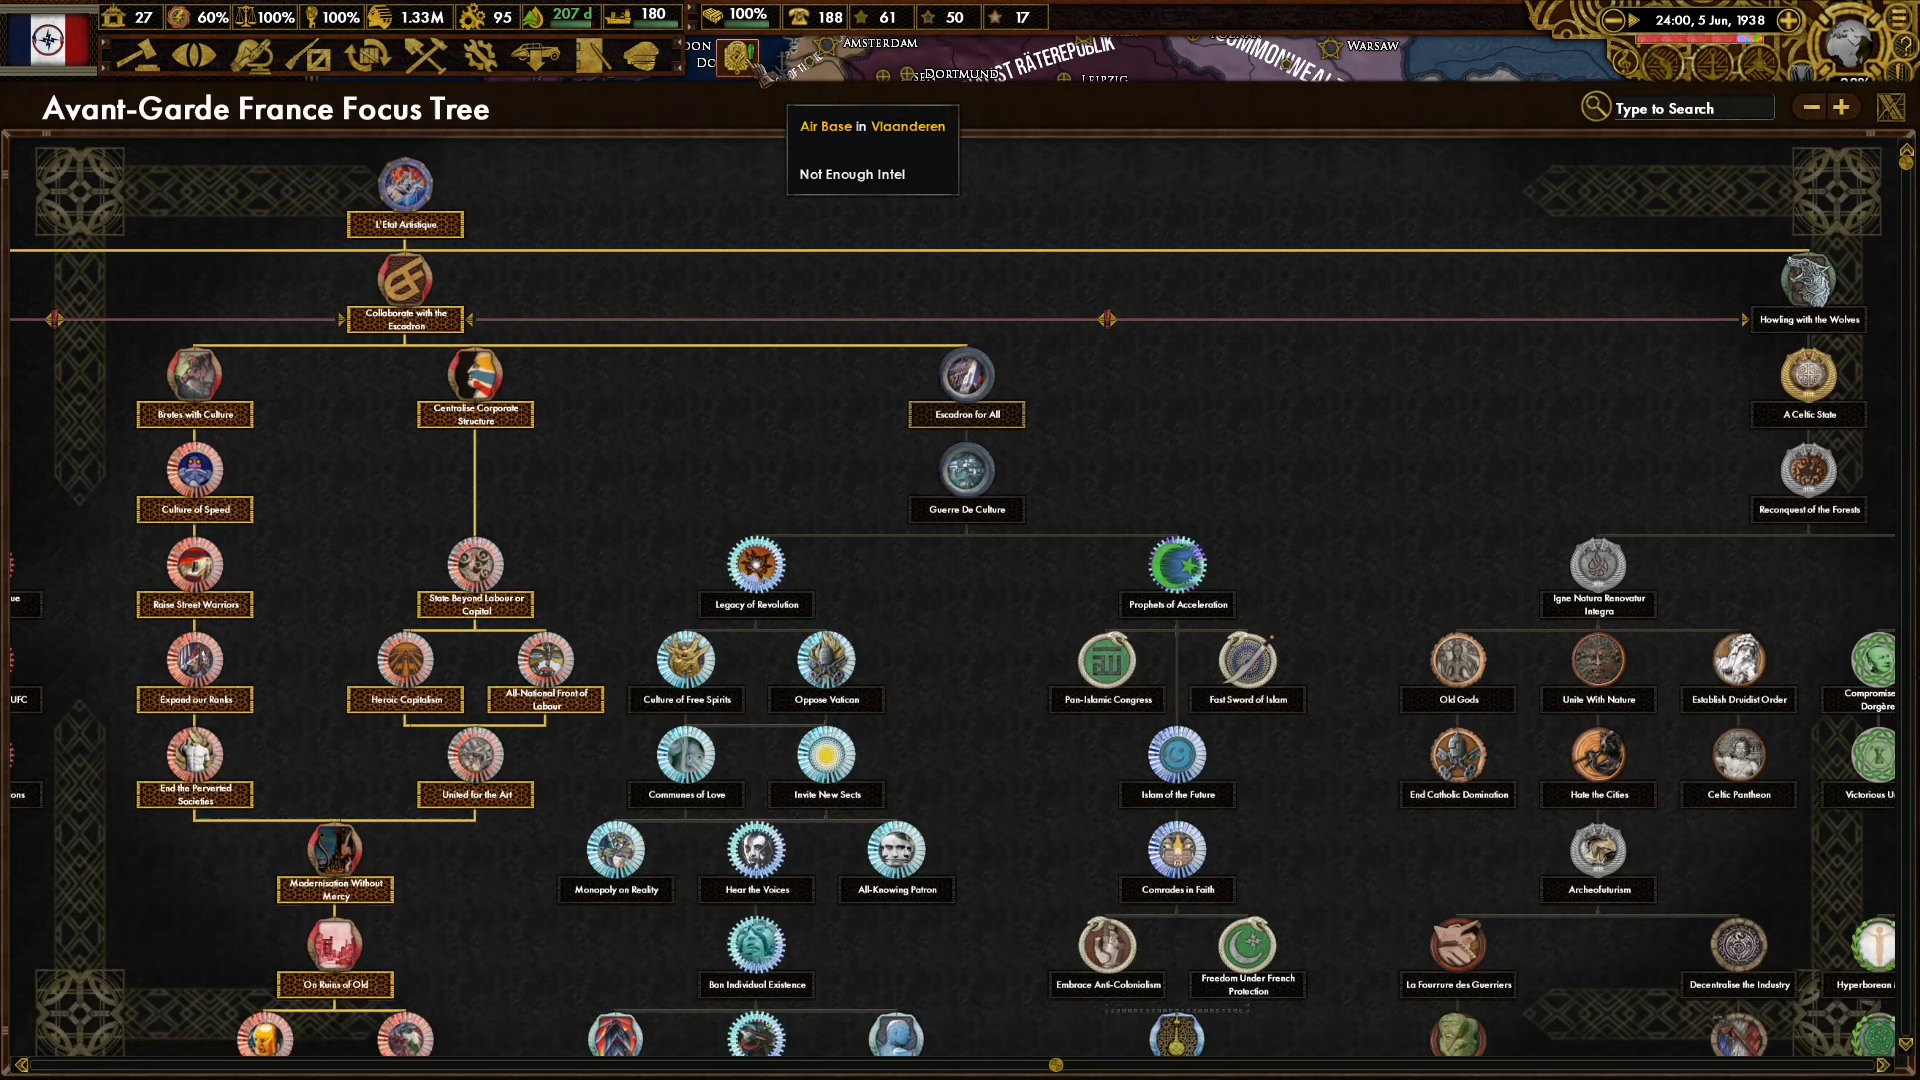 27
60%
100%
100%
1.33M
95
207 d
180
100%
188
61
50
17
24:00, 5 Jun, 1938
AMSTERDAM
DORTMUND
ST RÄTEREPUBLIK
LEIPZIG
WARSAW
Avant-Garde France Focus Tree
Type to Search
Air Base in Vlaanderen
Not Enough Intel
L'Etat Artistique
Collaborate with the
Escadron
Howling with the Wolves
Brutes with Culture
Centralise Corporate
Structure
Escadron for All
A Celtic State
Culture of Speed
Guerre De Culture
Reconquest of the Forests
ue
Raise Street Warriors
State Beyond Labour or
Capital
Legacy of Revolution
Prophets of Acceleration
Igne Natura Renovatur
Integra
UFC
Expand our Ranks
Heroic Capitalism
All-National Front of
Labour
Culture of Free Spirits
Oppose Vatican
Pan-Islamic Congress
Fast Sword of Islam
Old Gods
Unite With Nature
Establish Druidist Order
Compromise
Dorgère
ons
End the Perverted
Societies
United for the Art
Communes of Love
Invite New Sects
Islam of the Future
End Catholic Domination
Hate the Cities
Celtic Pantheon
Victorious U
Modernisation Without
Mercy
Monopoly on Reality
Hear the Voices
All-Knowing Patron
Comrades in Faith
Archeofuturism
On Ruins of Old
Ban Individual Existence
Embrace Anti-Colonialism
Freedom Under French
Protection
La Fourrure des Guerriers
Decentralise the Industry
Hyperborean